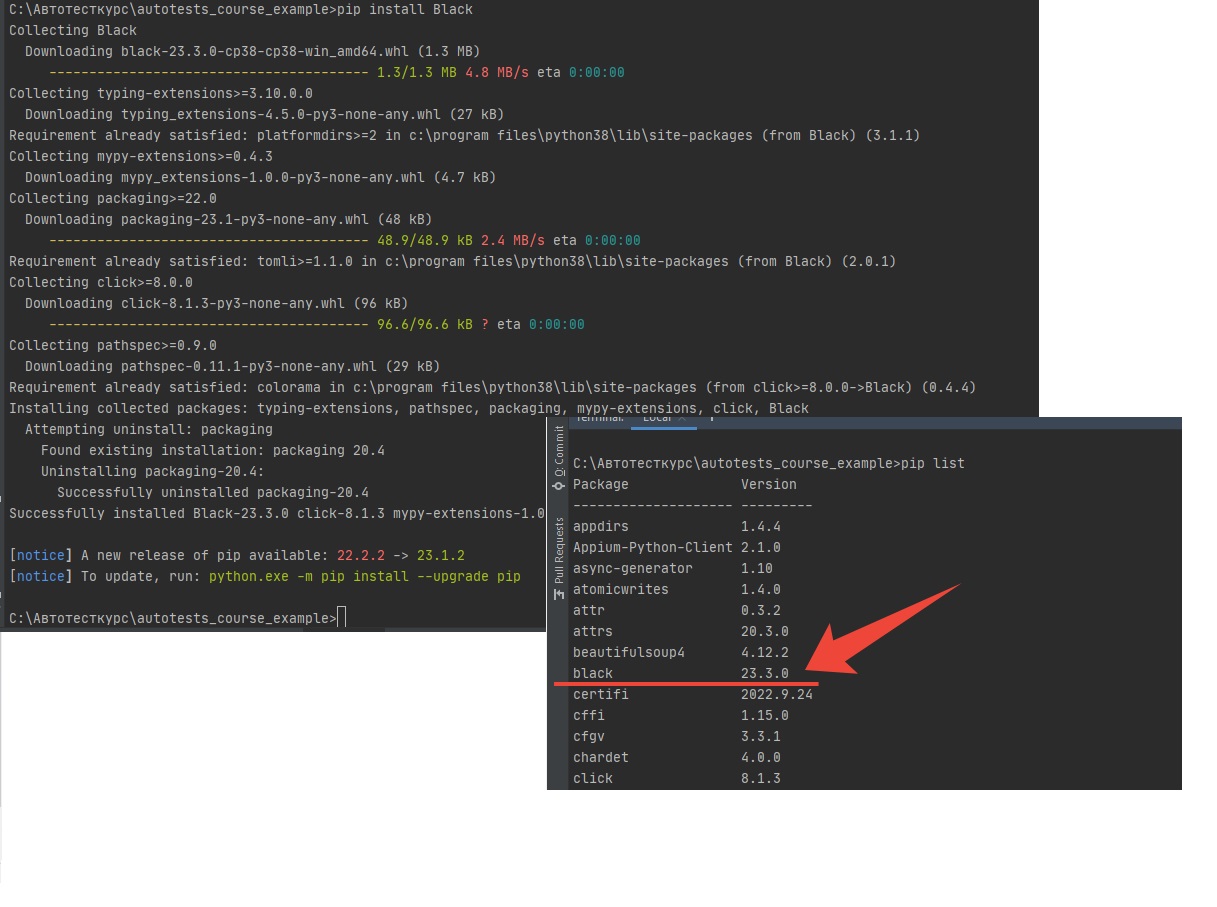 C:\Автотесткурс\autotests_course_example>pip install Black
Collecting Black
  Downloading black-23.3.0-cp38-cp38-win_amd64.whl (1.3 MB)
     ---------------------------------------- 1.3/1.3 MB 4.8 MB/s eta 0:00:00
Collecting typing-extensions>=3.10.0.0
  Downloading typing_extensions-4.5.0-py3-none-any.whl (27 kB)
Requirement already satisfied: platformdirs>=2 in c:\program files\python38\lib\site-packages (from Black) (3.1.1)
Collecting mypy-extensions>=0.4.3
  Downloading mypy_extensions-1.0.0-py3-none-any.whl (4.7 kB)
Collecting packaging>=22.0
  Downloading packaging-23.1-py3-none-any.whl (48 kB)
     ---------------------------------------- 48.9/48.9 kB 2.4 MB/s eta 0:00:00
Requirement already satisfied: tomli>=1.1.0 in c:\program files\python38\lib\site-packages (from Black) (2.0.1)
Collecting click>=8.0.0
  Downloading click-8.1.3-py3-none-any.whl (96 kB)
     ---------------------------------------- 96.6/96.6 kB ? eta 0:00:00
Collecting pathspec>=0.9.0
  Downloading pathspec-0.11.1-py3-none-any.whl (29 kB)
Requirement already satisfied: colorama in c:\program files\python38\lib\site-packages (from click>=8.0.0->Black) (0.4.4)
Installing collected packages: typing-extensions, pathspec, packaging, mypy-extensions, click, Black
  Attempting uninstall: packaging
    Found existing installation: packaging 20.4
    Uninstalling packaging-20.4:
      Successfully uninstalled packaging-20.4
Successfully installed Black-23.3.0 click-8.1.3 mypy-extensions-1.0
[notice] A new release of pip available: 22.2.2 -> 23.1.2
[notice] To update, run: python.exe -m pip install --upgrade pip
C:\Автотесткурс\autotests_course_example>
Terminal: Local
Commit
Pull Requests
C:\Автотесткурс\autotests_course_example>pip list
Package              Version
-------------------- ---------
appdirs              1.4.4
Appium-Python-Client 2.1.0
async-generator      1.10
atomicwrites         1.4.0
attr                 0.3.2
attrs                20.3.0
beautifulsoup4       4.12.2
black                23.3.0
certifi              2022.9.24
cffi                 1.15.0
cfgv                 3.3.1
chardet              4.0.0
click                8.1.3